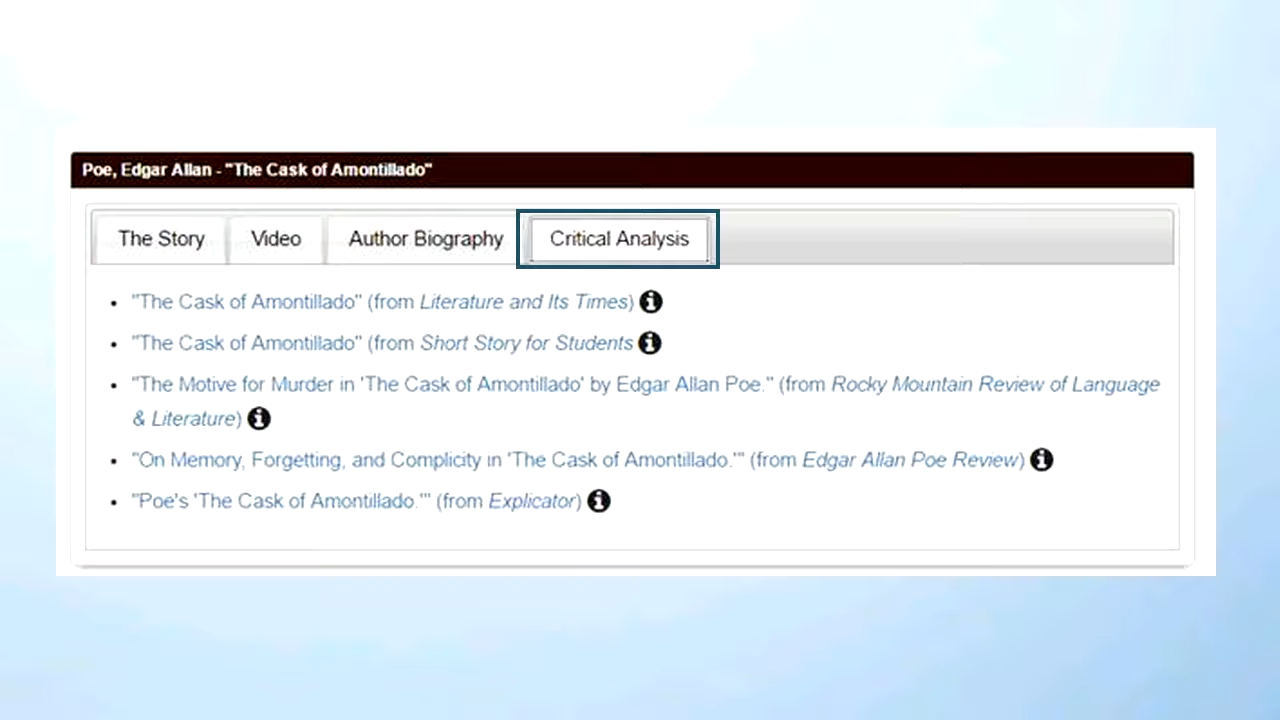 Poe, Edgar Allan - "The Cask of Amontillado"
The Story Video Author Biography Critical Analysis
• "The Cask of Amontillado" (from Literature and Its Times)
• "The Cask of Amontillado" (from Short Story for Students
• "The Motive for Murder in 'The Cask of Amontillado' by Edgar Allan Poe." (from Rocky Mountain Review of Language
& Literature)
• "On Memory, Forgetting, and Complicity in 'The Cask of Amontillado.'" (from Edgar Allan Poe Review)
• "Poe's 'The Cask of Amontillado.'" (from Explicator)